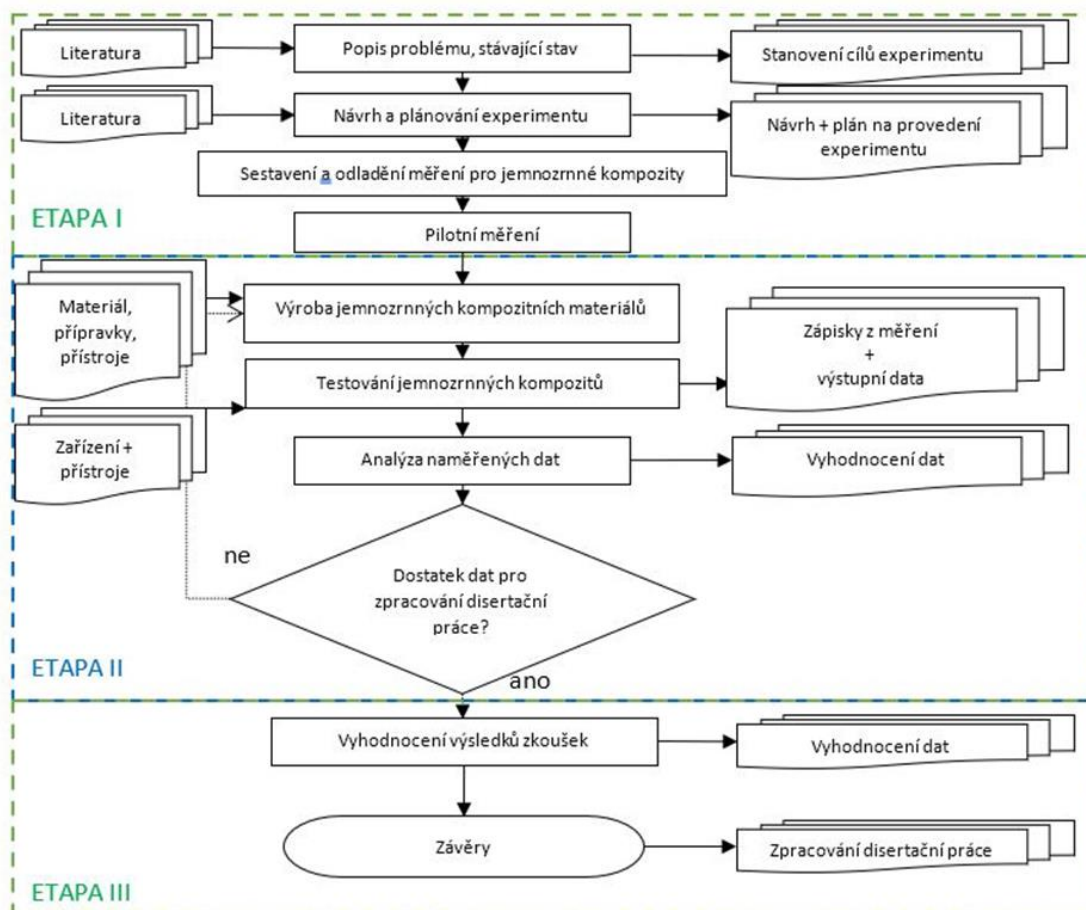 Literatura
Popis problému, stávající stav
Stanovení cílů experimentu
Literatura
Návrh a plánování experimentu
Návrh + plán na provedení
experimentu
Sestavení a odladění měření pro jemnozrnné kompozity
ETAPA I
Pilotní měření
Materiál,
přípravky,
přístroje
Výroba jemnozrnných kompozitních materiálů
Zápisky z měření
+
výstupní data
Testování jemnozrnných kompozitů
Zařízení +
přístroje
Analýza naměřených dat
Vyhodnocení dat
ne
Dostatek dat pro
zpracování disertační
práce?
ETAPA II
ano
Vyhodnocení výsledků zkoušek
Vyhodnocení dat
Závěry
Zpracování disertační práce
ETAPA III